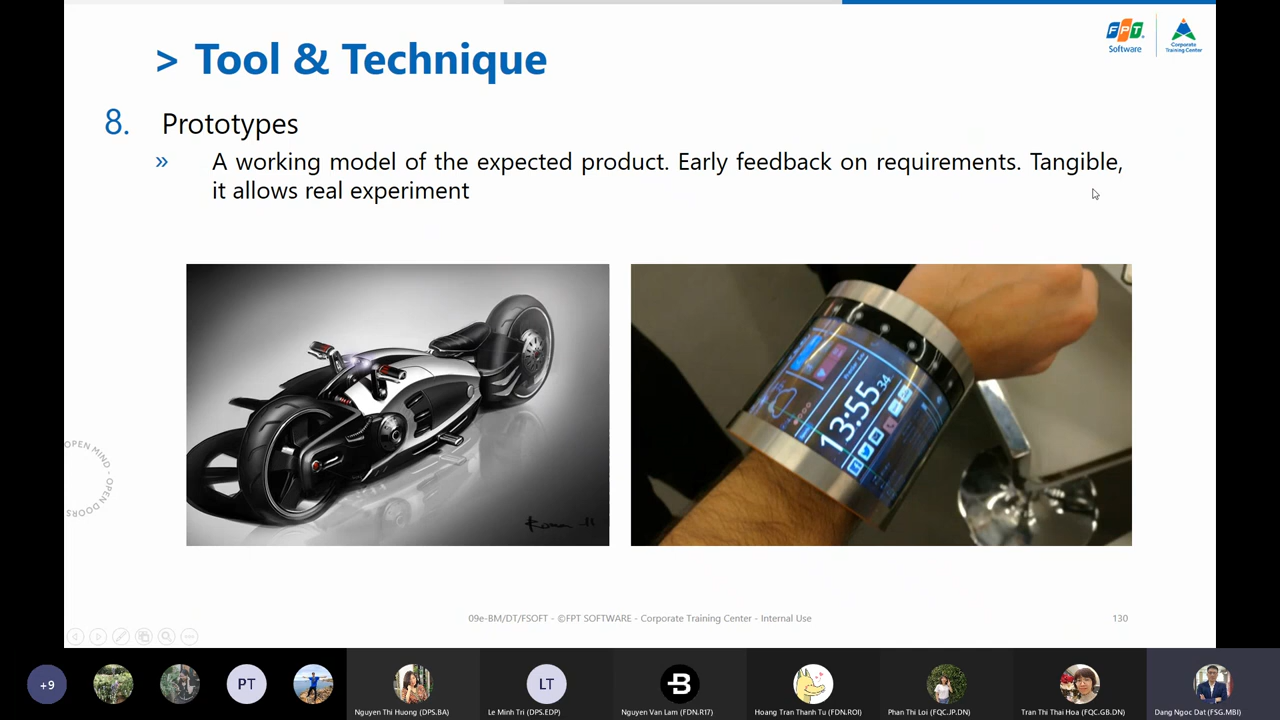 > Tool & Technique
FPT
Software
Corporate
Training Center
8. Prototypes
» A working model of the expected product. Early feedback on requirements. Tangible,
it allows real experiment
13:55 34
OPEN MIND - OPEN DOORS
09e-BM/DT/FSOFT - ©FPT SOFTWARE - Corporate Training Center - Internal Use
130
+9
PT
LT
B
Nguyen Thi Huong (DPS.BA)
Le Minh Tri (DPS.EDP)
Nguyen Van Lam (FDN.R17)
Hoang Tran Thanh Tu (FDN.ROI)
Phan Thi Loi (FQC.JP.DN)
Tran Thi Thai Hoa (FQC.GB.DN)
Dang Ngoc Dat (FSG.MBI)